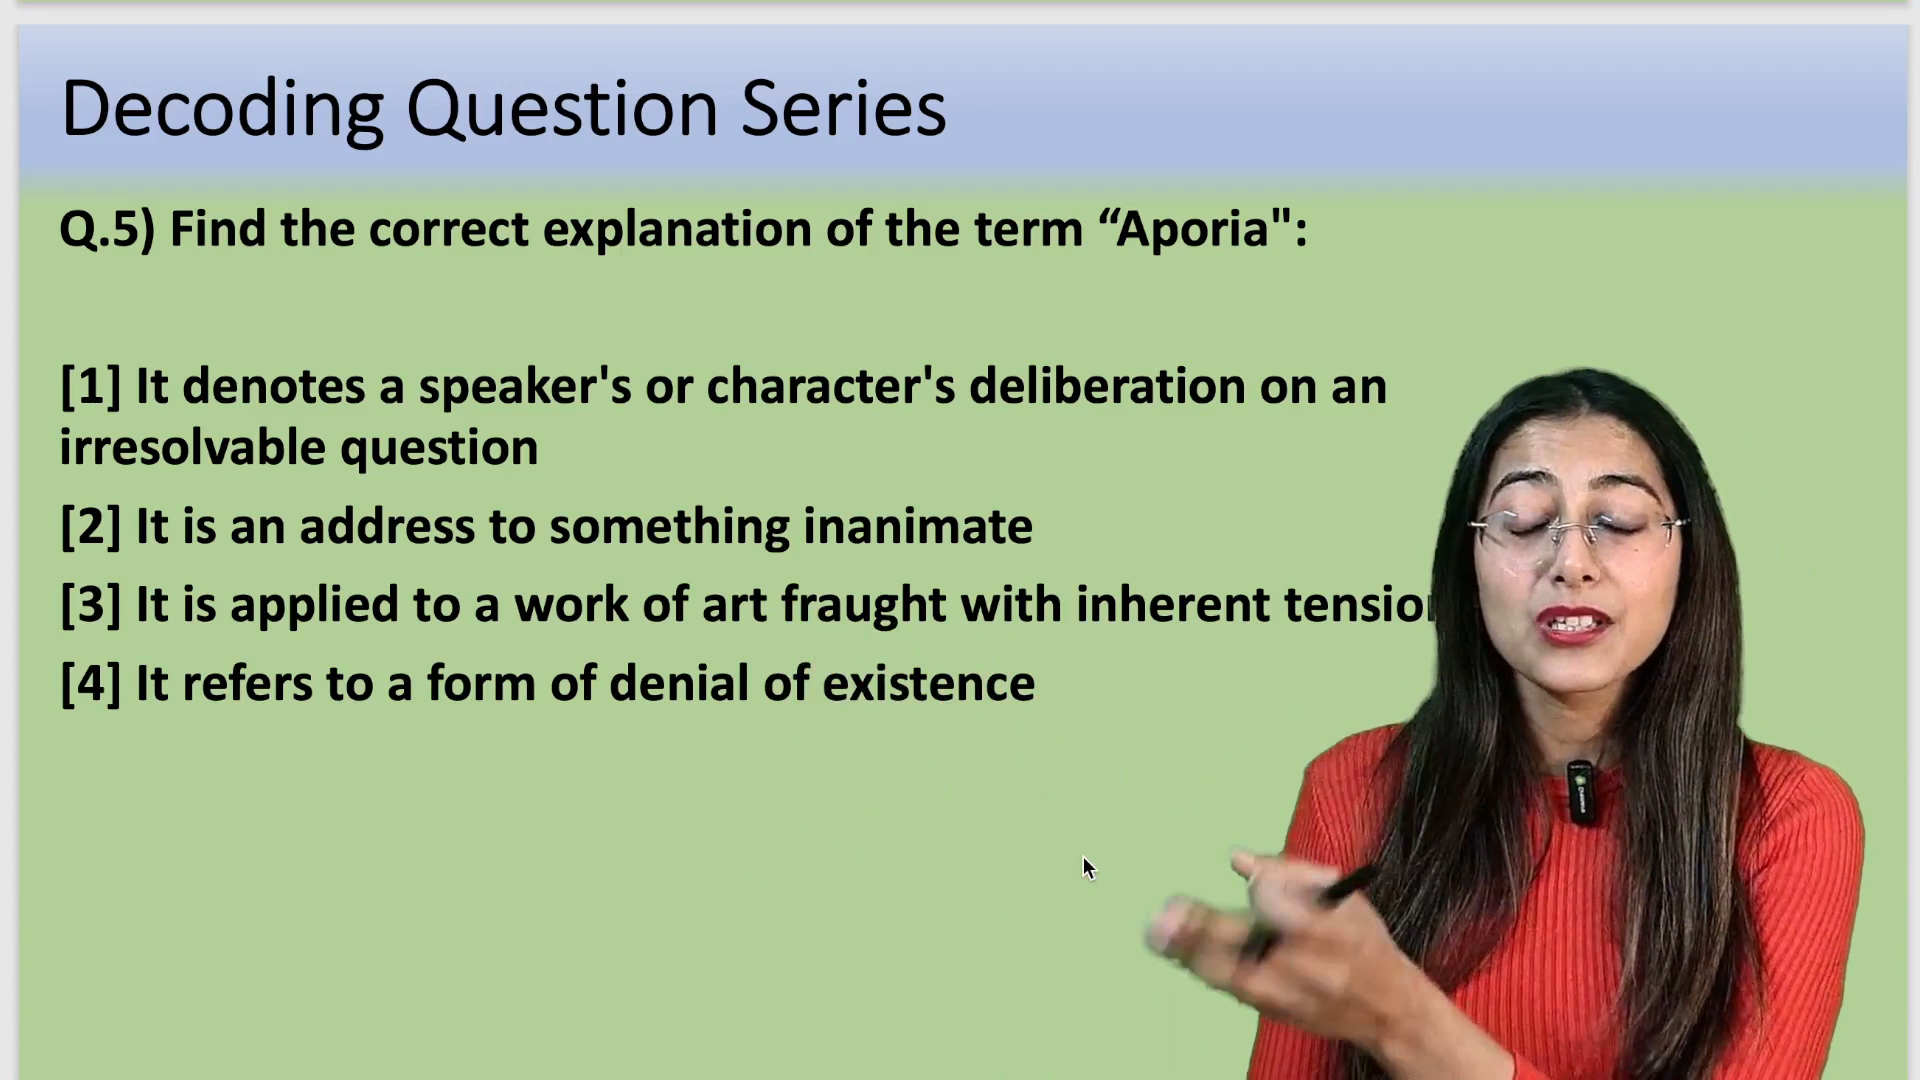 Decoding Question Series
Q.5) Find the correct explanation of the term “Aporia":
[1] It denotes a speaker's or character's deliberation on an
irresolvable question
[2] It is an address to something inanimate
[3] It is applied to a work of art fraught with inherent
[4] It refers to a form of denial of existence